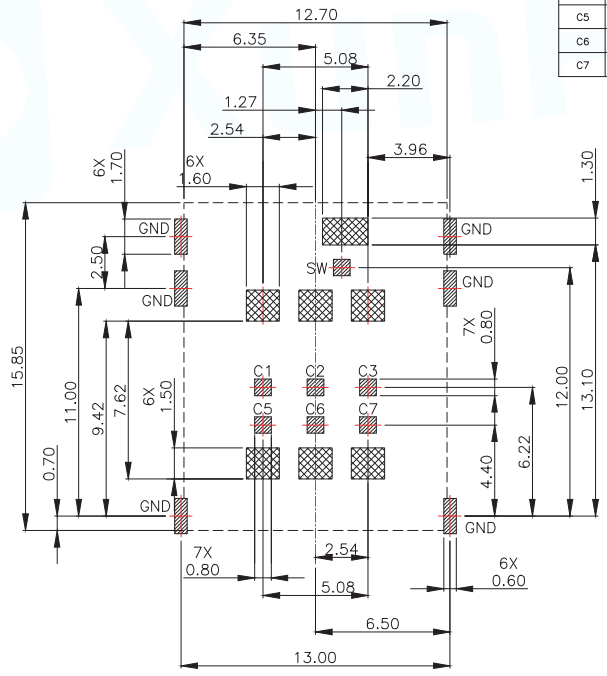 12.70
6.35
5.08
2.20
1.27
2.54
3.96
6X
1.60
6X
1.70
1.30
C5
C6
C7
GND
GND
SW
2.50
GND
GND
15.85
11.00
9.42
7.62
6X
1.50
0.70
C1
C2
C3
C5
C6
C7
7X
0.80
12.00
13.10
6.22
4.40
GND
GND
7X
0.80
2.54
5.08
6X
0.60
6.50
13.00